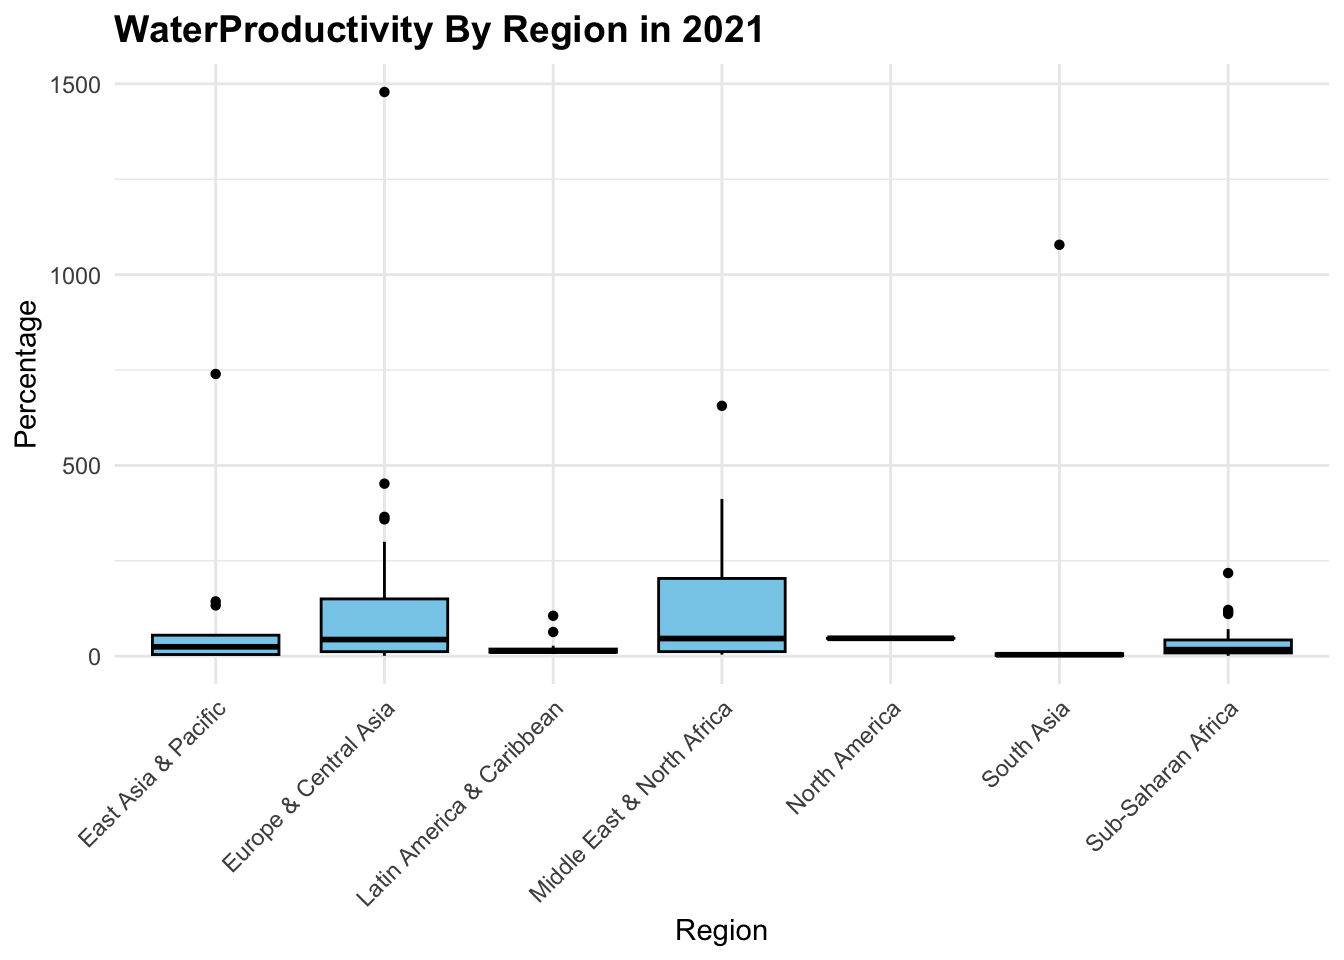 WaterProductivity By Region in 2021
Percentage
1500
1000
500
0
East Asia & Pacific
Europe & Central Asia
Latin America & Caribbean
Middle East & North Africa
North America
South Asia
Sub-Saharan Africa
Region